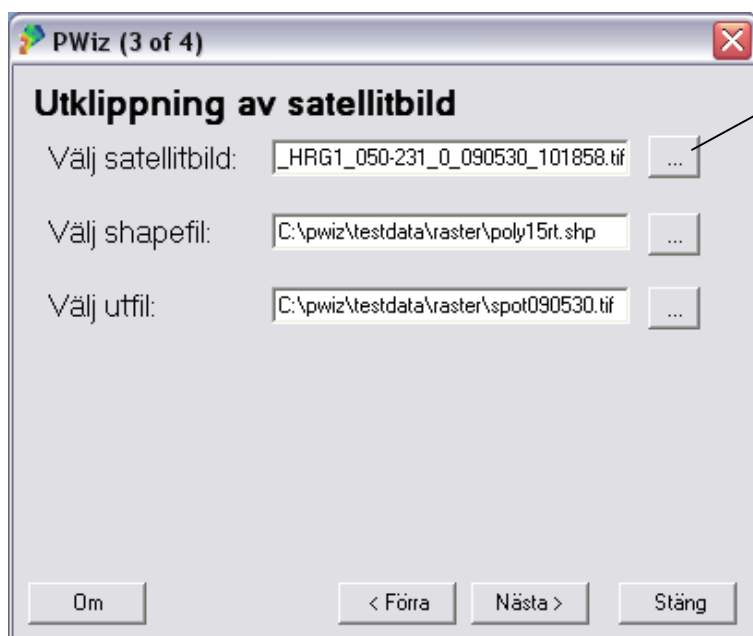 PWiz (3 of 4)
Utklippning av satellitbild
Välj satellitbild: _HRG1_050-231_0_090530_101858.tif ...
Välj shapefil: C:\pwiz\testdata\raster\poly15rt.shp ...
Välj utfil: C:\pwiz\testdata\raster\spot090530.tif ...
Om < Förra Nästa > Stäng